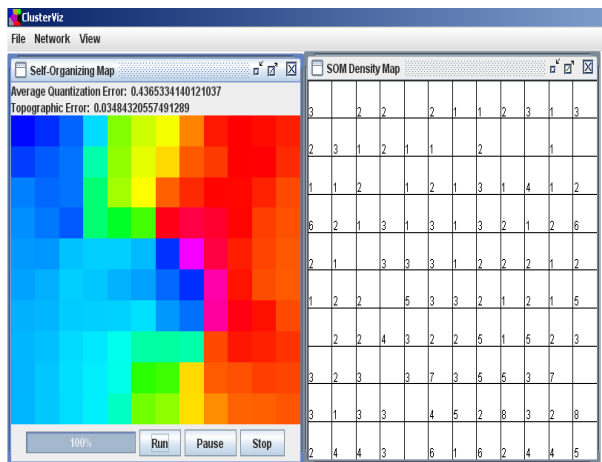 ClusterViz
File Network View
Self-Organizing Map
Average Quantization Error: 0.4365334140121037
Topographic Error: 0.03484320557491289
100%
Run Pause Stop
SOM Density Map
3 2 2 2 1 1 2 3 1 3
2 3 1 2 1 1 2 1
1 1 2 1 2 1 3 1 4 1 2
6 2 1 3 1 3 1 3 2 1 2 6
2 1 3 3 3 1 2 2 2 1 2
1 2 2 5 3 3 2 1 2 1 5
2 2 4 3 2 2 5 1 5 2 3
3 2 3 3 7 3 5 5 3 7
3 1 3 3 4 5 2 8 3 2 8
2 4 4 3 6 1 6 2 4 4 5